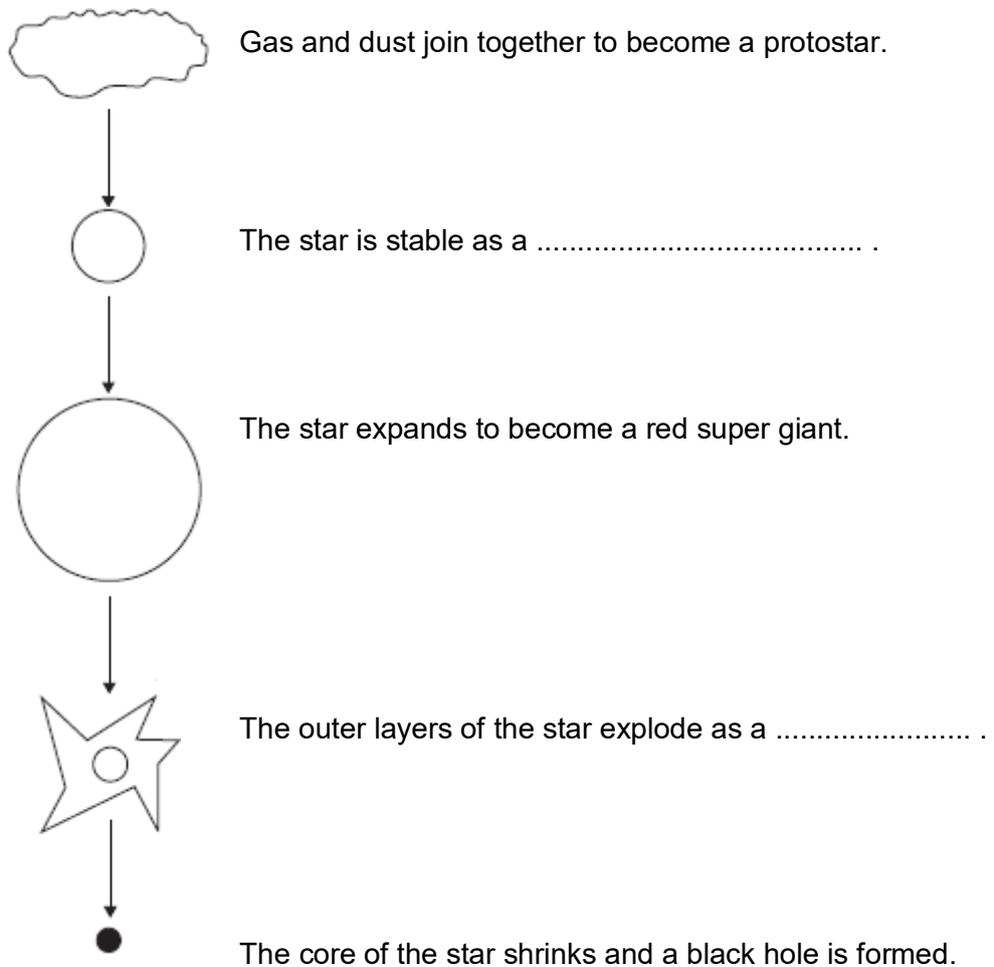 Gas and dust join together to become a protostar.
The star is stable as a ........................................ .
The star expands to become a red super giant.
The outer layers of the star explode as a ........................ .
The core of the star shrinks and a black hole is formed.